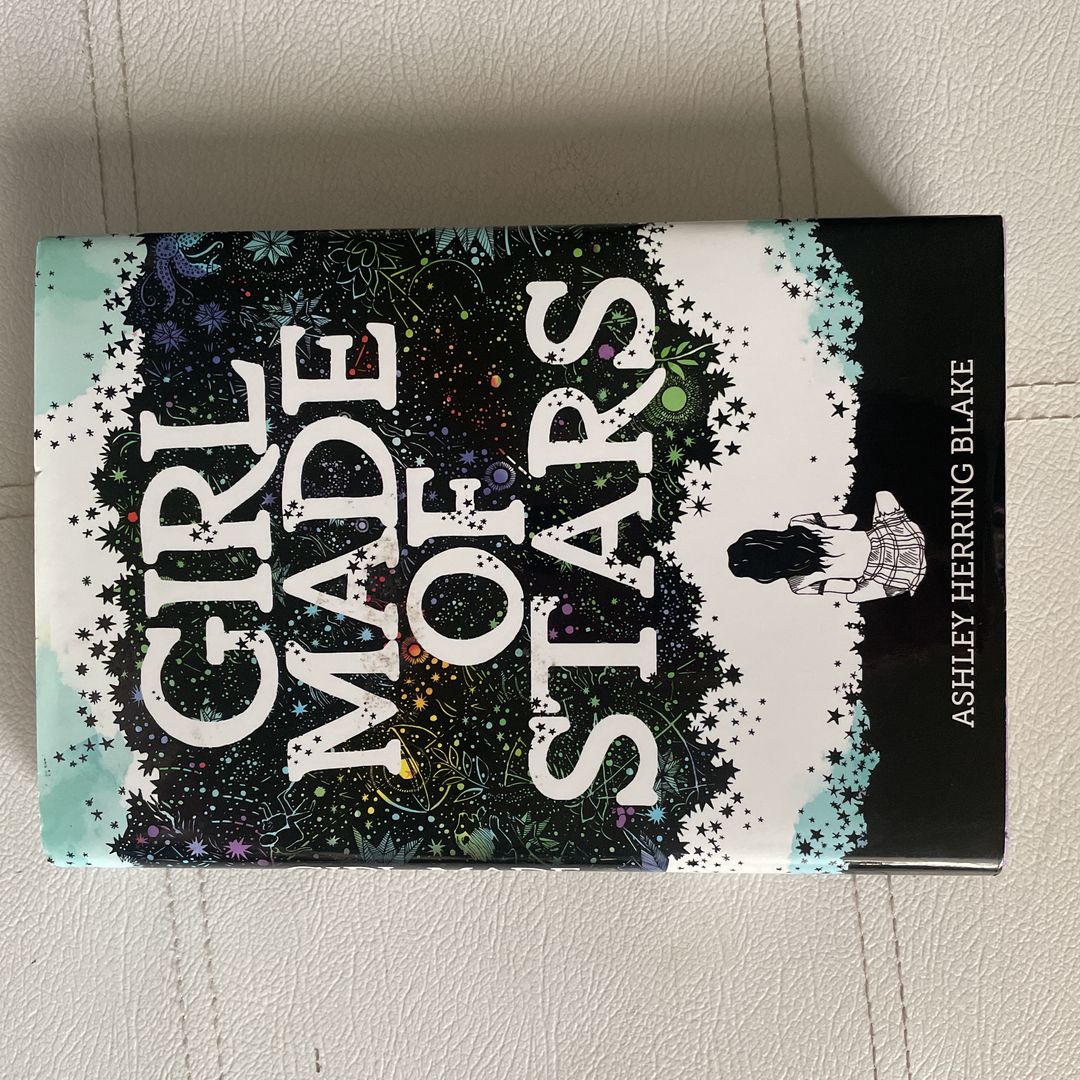 GIRL
MADE
OF
STARS
ASHLEY HERRING BLAKE